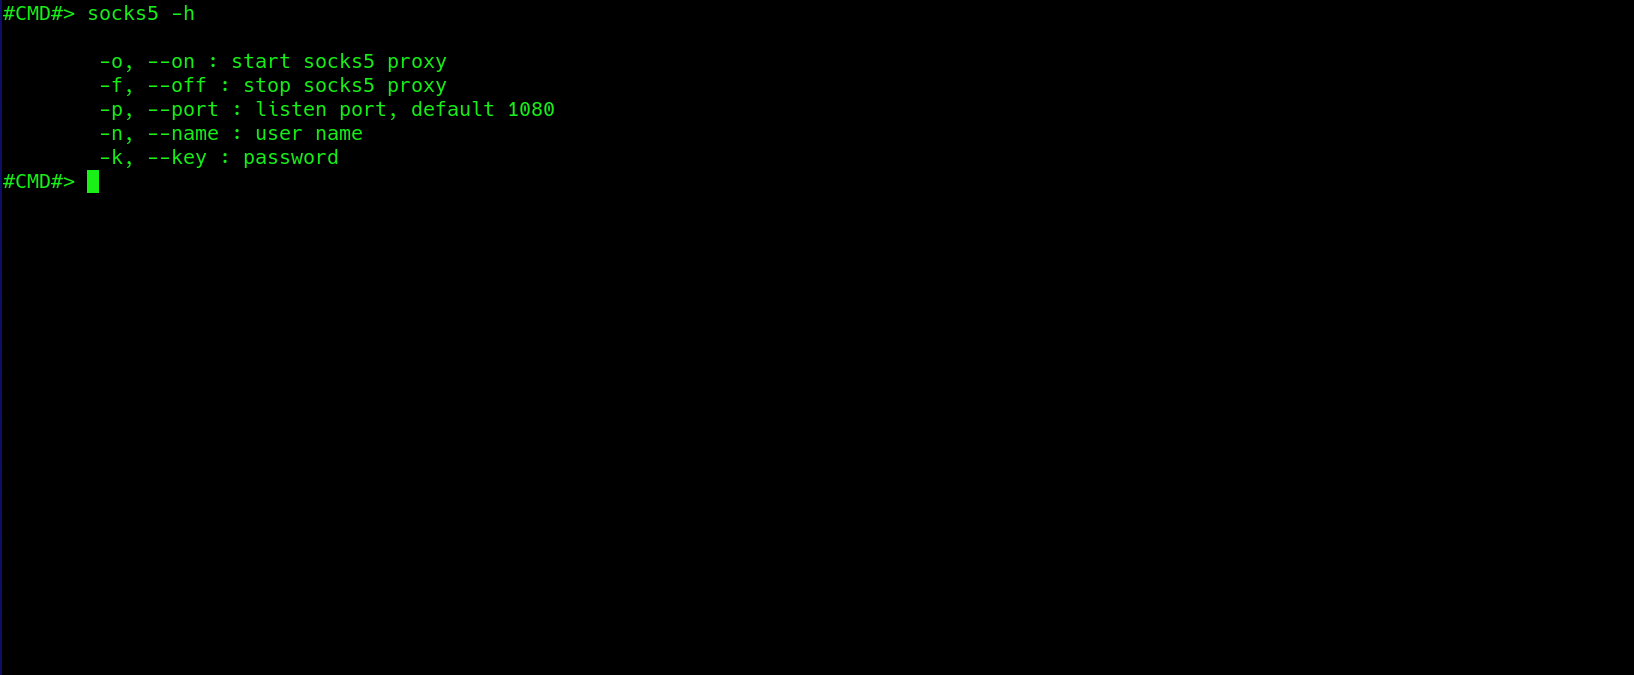 #CMD#> socks5 -h
-o, --on : start socks5 proxy
-f, --off : stop socks5 proxy
-p, --port : listen port, default 1080
-n, --name : user name
-k, --key : password
#CMD#>